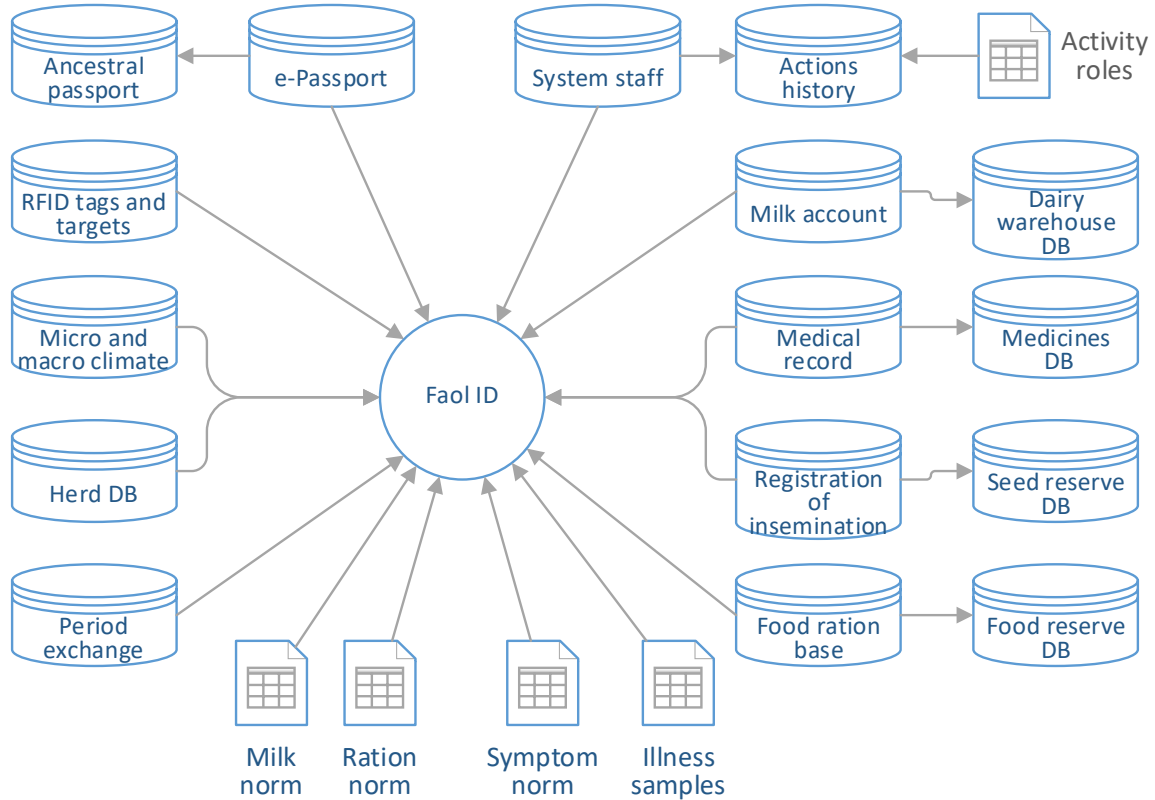 Ancestral
passport
e-Passport
System staff
Actions
history
Activity
roles
RFID tags and
targets
Milk account
Dairy
warehouse
DB
Micro and
macro climate
Faol ID
Medical
record
Medicines
DB
Herd DB
Registration
of
insemination
Seed reserve
DB
Period
exchange
Food ration
base
Food reserve
DB
Milk
norm
Ration
norm
Symptom
norm
Illness
samples